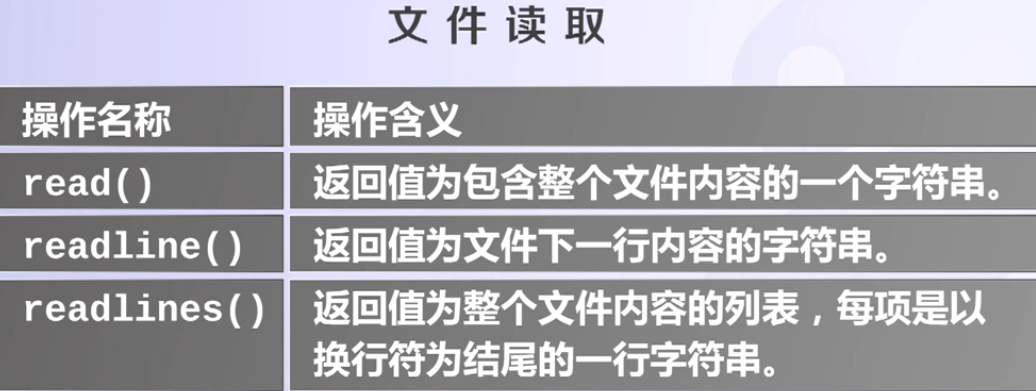 文件读取
操作名称 操作含义
read() 返回值为包含整个文件内容的一个字符串。
readline() 返回值为文件下一行内容的字符串。
readlines() 返回值为整个文件内容的列表，每项是以
换行符为结尾的一行字符串。